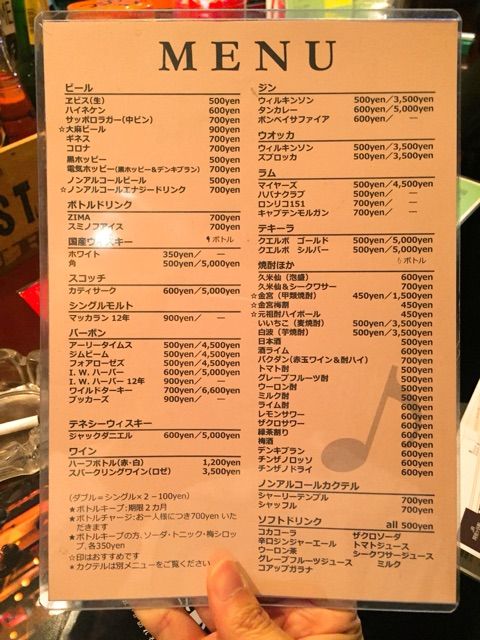 MENU
ビール
ヱビス(生) 500yen
ハイネケン 600yen
サッポロラガー(中ビン) 700yen
☆大麻ビール 900yen
ギネス 700yen
コロナ 700yen
黒ホッピー 500yen
電気ホッピー(黒ホッピー&デンキブラン) 700yen
ノンアルコールビール 500yen
☆ノンアルコールエナジードリンク 700yen
ボトルドリンク
ZIMA 700yen
スミノフアイス 700yen
国産ウィスキー ボトル
ホワイト 350yen/ ―
角 500yen/5,000yen
スコッチ
カティサーク 600yen/5,000yen
シングルモルト
マッカラン 12年 900yen/ ―
バーボン
アーリータイムス 500yen/4,500yen
ジムビーム 500yen/4,500yen
フォアローゼズ 500yen/4,500yen
I. W. ハーパー 600yen/5,000yen
I. W. ハーパー 12年 900yen/ ―
ワイルドターキー 700yen/6,600yen
ブッカーズ 900yen/ ―
テネシーウィスキー
ジャックダニエル 600yen/5,000yen
ワイン
ハーフボトル(赤・白) 1,200yen
スパークリングワイン(ロゼ) 3,500yen
(ダブル=シングル×2-100yen)
★ボトルキープ:期限2カ月
★ボトルチャージ:お一人様につき700yen いた
だきます
★ボトルキープの方、ソーダ・トニック・梅シロッ
プ、各350yen
☆印はおすすめです
★カクテルは別メニューをご覧ください
ジン
ウィルキンソン 500yen/3,500yen
タンカレー 500yen/5,000yen
ボンベイサファイア 600yen/ ―
ウオッカ
ウィルキンソン 500yen/3,500yen
ズブロッカ 500yen/3,500yen
ラム
マイヤーズ 500yen/4,500yen
ハバナクラブ 500yen/ ―
ロンリコ151 700yen/ ―
キャプテンモルガン 700yen/ ―
テキーラ
クエルボ ゴールド 500yen/5,000yen
クエルボ シルバー 500yen/5,000yen
焼酎ほか ボトル
久米仙(泡盛) 600yen
久米仙&シークワサー 700yen
☆金宮(甲類焼酎) 450yen/1,500yen
☆金宮梅割 450yen
☆元祖酎ハイボール 450yen
いいちこ(麦焼酎) 500yen/3,500yen
白波(芋焼酎) 500yen/3,500yen
日本酒 500yen
酒ライム 600yen
バクダン(赤玉ワイン&酎ハイ) 700yen
トマト酎 500yen
グレープフルーツ酎 500yen
ウーロン酎 500yen
ミルク酎 500yen
ライム酎 600yen
レモンサワー 600yen
ザクロサワー 600yen
緑茶割り 600yen
梅酒 600yen
デンキブラン 600yen
チンザノロッソ 600yen
チンザノドライ 600yen
ノンアルコールカクテル
シャーリーテンプル 700yen
シャッフル 700yen
ソフトドリンク all 500yen
コカコーラ ザクロソーダ
辛口ジンジャーエール トマトジュース
ウーロン茶 シークワサージュース
グレープフルーツジュース ミルク
コアップガラナ